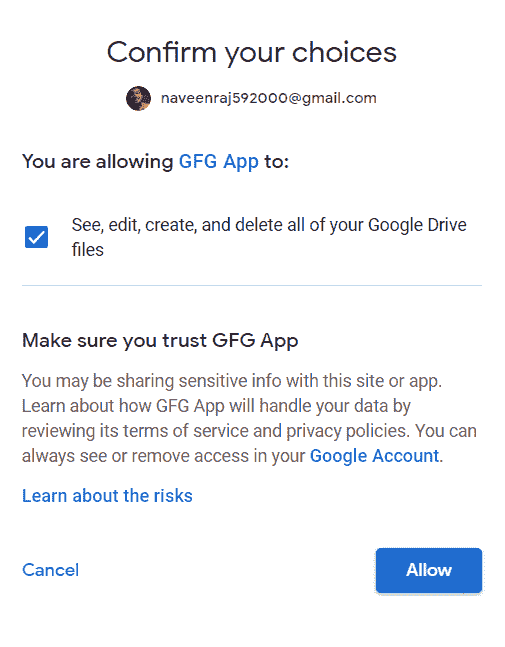 Confirm your choices
naveenraj592000@gmail.com
You are allowing GFG App to:
See, edit, create, and delete all of your Google Drive
files
Make sure you trust GFG App
You may be sharing sensitive info with this site or app.
Learn about how GFG App will handle your data by
reviewing its terms of service and privacy policies. You can
always see or remove access in your Google Account.
Learn about the risks
Cancel
Allow